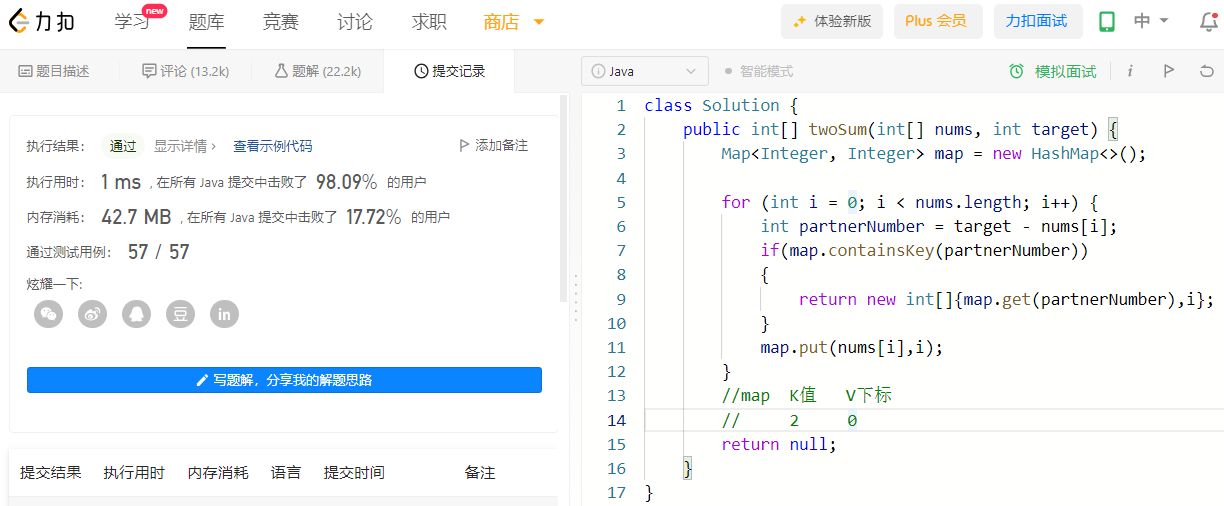 力扣 学习 new 题库 竞赛 讨论 求职 商店 体验新版 Plus 会员 力扣面试 中
题目描述 评论 (13.2k) 题解 (22.2k) 提交记录
执行结果： 通过 显示详情 › 查看示例代码 添加备注
执行用时： 1 ms , 在所有 Java 提交中击败了 98.09% 的用户
内存消耗： 42.7 MB , 在所有 Java 提交中击败了 17.72% 的用户
通过测试用例： 57 / 57
炫耀一下:
豆 in
写题解，分享我的解题思路
提交结果 执行用时 内存消耗 语言 提交时间 备注
i Java 智能模式 模拟面试 i
1 class Solution {
2 public int[] twoSum(int[] nums, int target) {
3 Map<Integer, Integer> map = new HashMap<>();
4
5 for (int i = 0; i < nums.length; i++) {
6 int partnerNumber = target - nums[i];
7 if(map.containsKey(partnerNumber))
8 {
9 return new int[]{map.get(partnerNumber),i};
10 }
11 map.put(nums[i],i);
12 }
13 //map K值 V下标
14 // 2 0
15 return null;
16 }
17 }